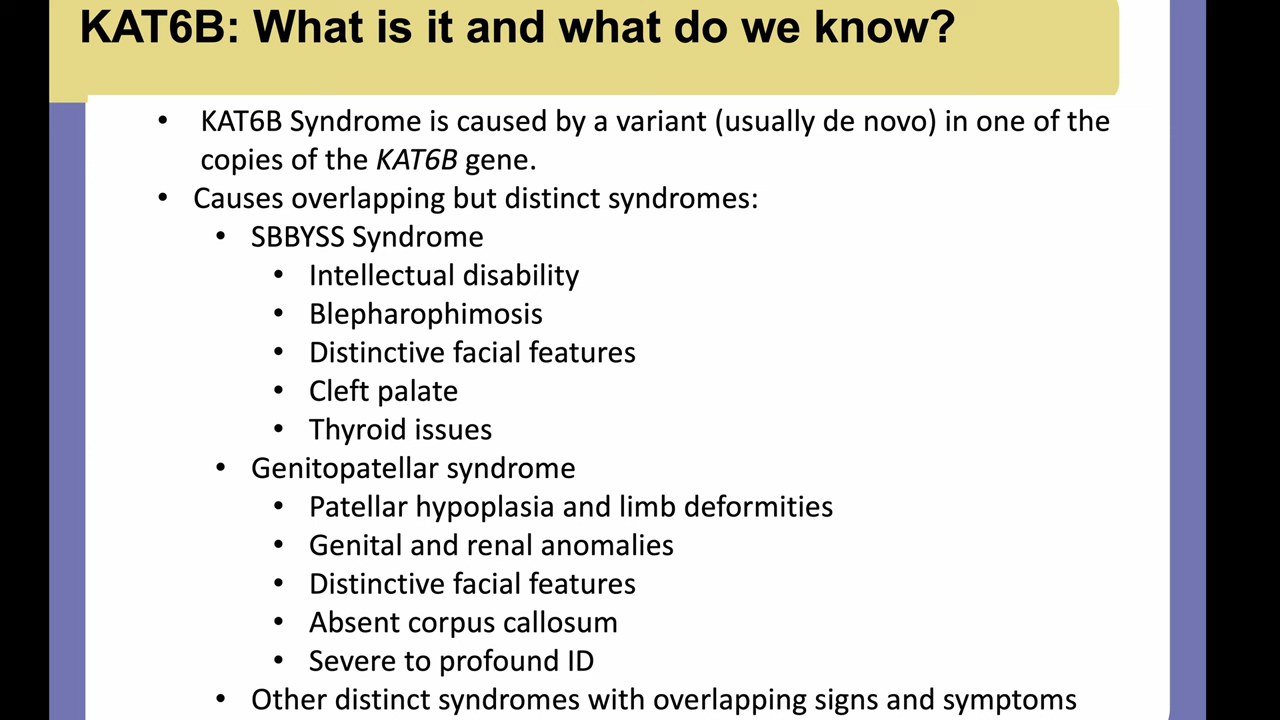 KAT6B: What is it and what do we know?
• KAT6B Syndrome is caused by a variant (usually de novo) in one of the
copies of the KAT6B gene.
• Causes overlapping but distinct syndromes:
• SBBYSS Syndrome
• Intellectual disability
• Blepharophimosis
• Distinctive facial features
• Cleft palate
• Thyroid issues
• Genitopatellar syndrome
• Patellar hypoplasia and limb deformities
• Genital and renal anomalies
• Distinctive facial features
• Absent corpus callosum
• Severe to profound ID
• Other distinct syndromes with overlapping signs and symptoms